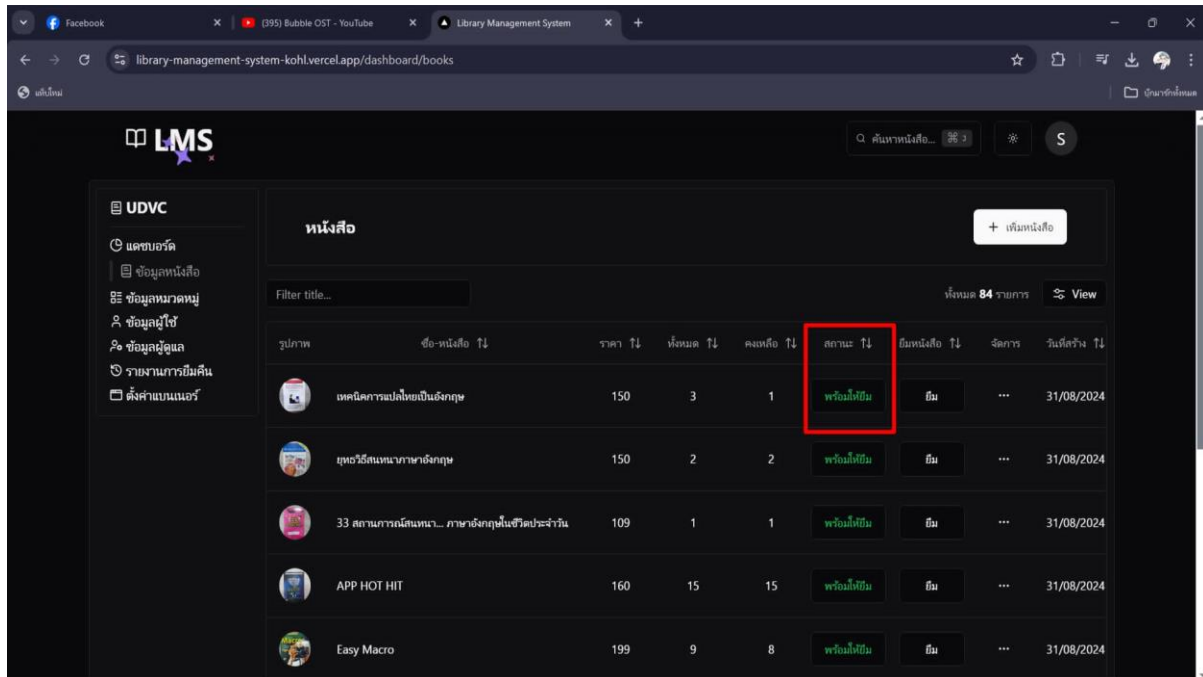 Facebook
(395) Bubble OST - YouTube
Library Management System
library-management-system-kohl.vercel.app/dashboard/books
แท็บใหม่
บุ๊กมาร์กทั้งหมด
LMS
ค้นหาหนังสือ... ⌘ J
S
UDVC
แดชบอร์ด
ข้อมูลหนังสือ
ข้อมูลหมวดหมู่
ข้อมูลผู้ใช้
ข้อมูลผู้ดูแล
รายงานการยืมคืน
ตั้งค่าแบนเนอร์
หนังสือ
+ เพิ่มหนังสือ
Filter title...
ทั้งหมด 84 รายการ
View
รูปภาพ ชื่อ-หนังสือ ราคา ทั้งหมด คงเหลือ สถานะ ยืมหนังสือ จัดการ วันที่สร้าง
เทคนิคการแปลไทยเป็นอังกฤษ 150 3 1 พร้อมให้ยืม ยืม ... 31/08/2024
ยุทธวิธีสนทนาภาษาอังกฤษ 150 2 2 พร้อมให้ยืม ยืม ... 31/08/2024
33 สถานการณ์สนทนา... ภาษาอังกฤษในชีวิตประจำวัน 109 1 1 พร้อมให้ยืม ยืม ... 31/08/2024
APP HOT HIT 160 15 15 พร้อมให้ยืม ยืม ... 31/08/2024
Easy Macro 199 9 8 พร้อมให้ยืม ยืม ... 31/08/2024